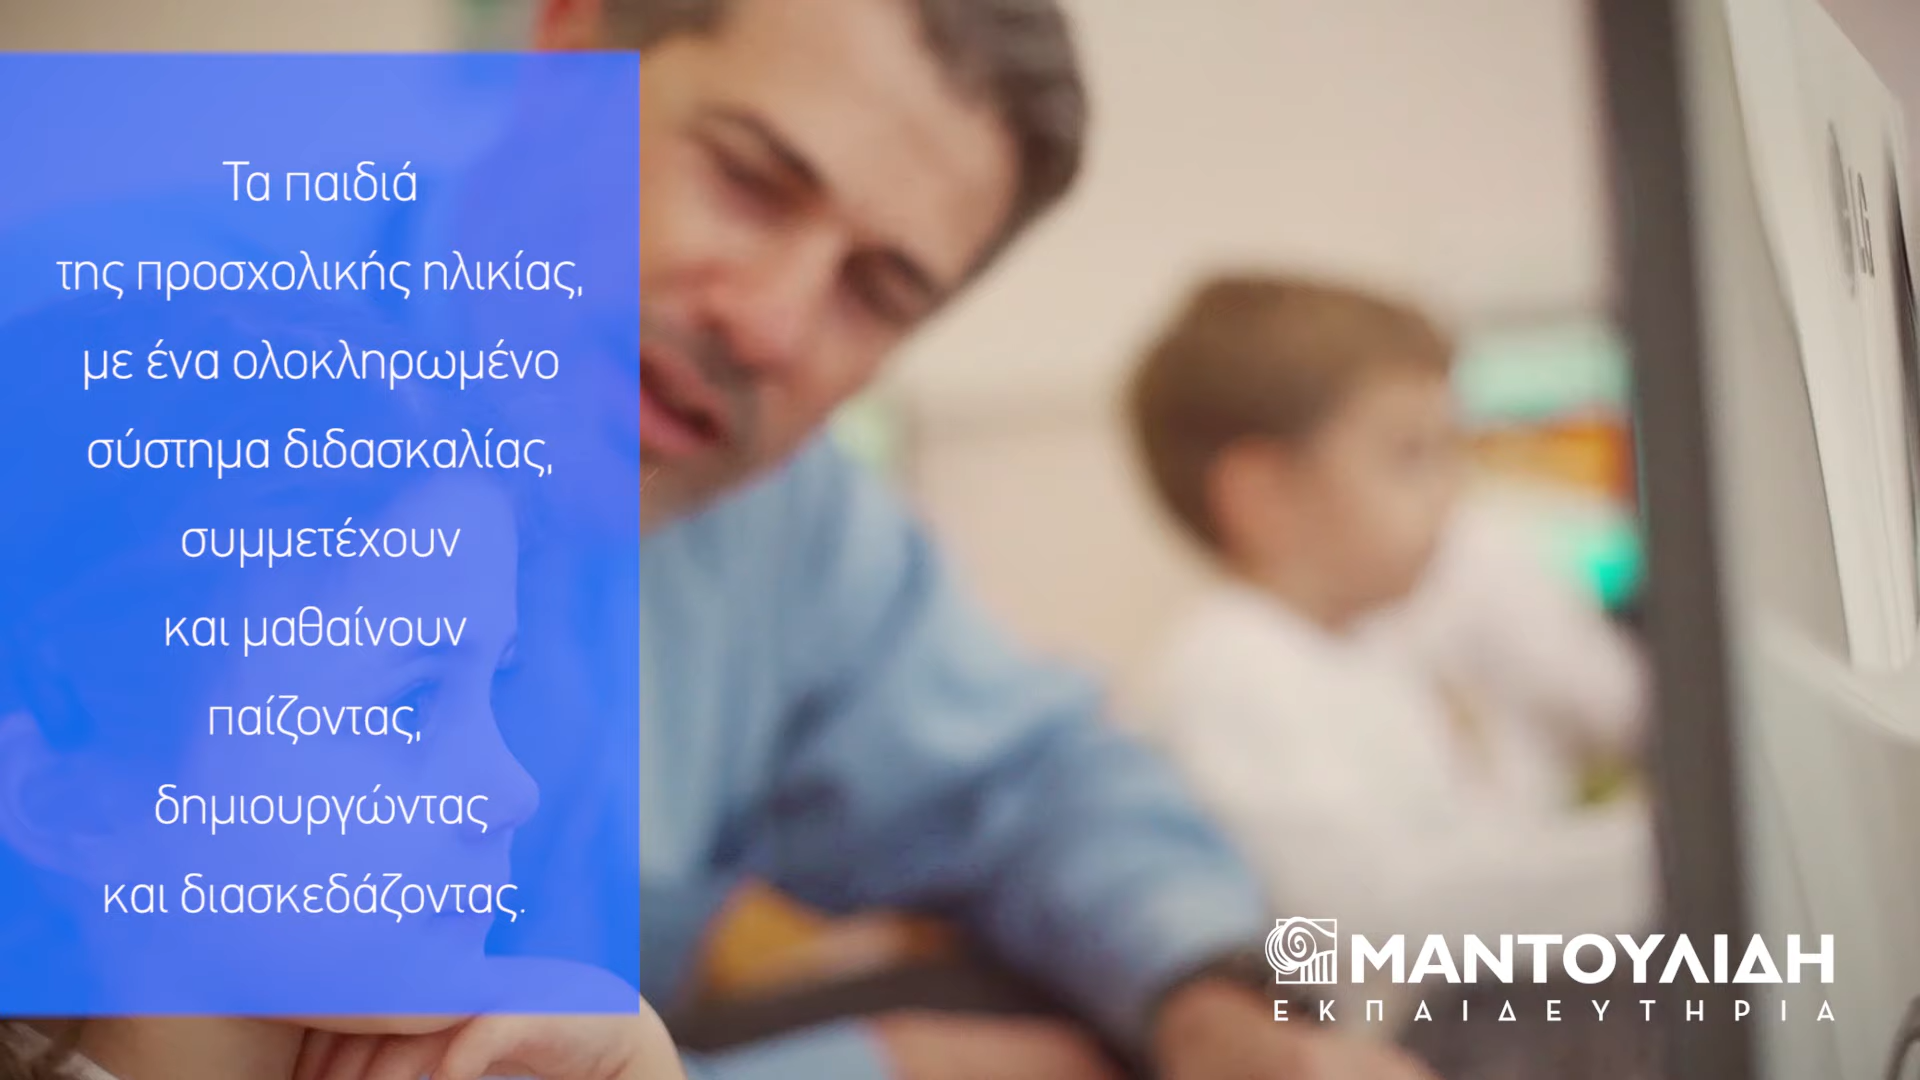 Τα παιδιά
της προσχολικής ηλικίας,
με ένα ολοκληρωμένο
σύστημα διδασκαλίας,
συμμετέχουν
και μαθαίνουν
παίζοντας,
δημιουργώντας
και διασκεδάζοντας.
LG
ΜΑΝΤΟΥΛΙΔΗ
ΕΚΠΑΙΔΕΥΤΗΡΙΑ